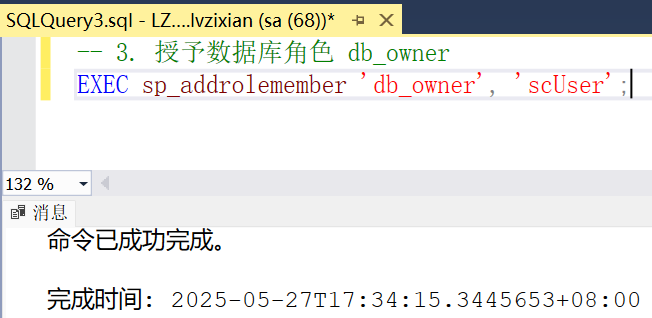 SQLQuery3.sql - LZ....lvzixian (sa (68))*
-- 3. 授予数据库角色 db_owner
EXEC sp_addrolemember 'db_owner', 'scUser';
132 %
消息
命令已成功完成。
完成时间: 2025-05-27T17:34:15.3445653+08:00